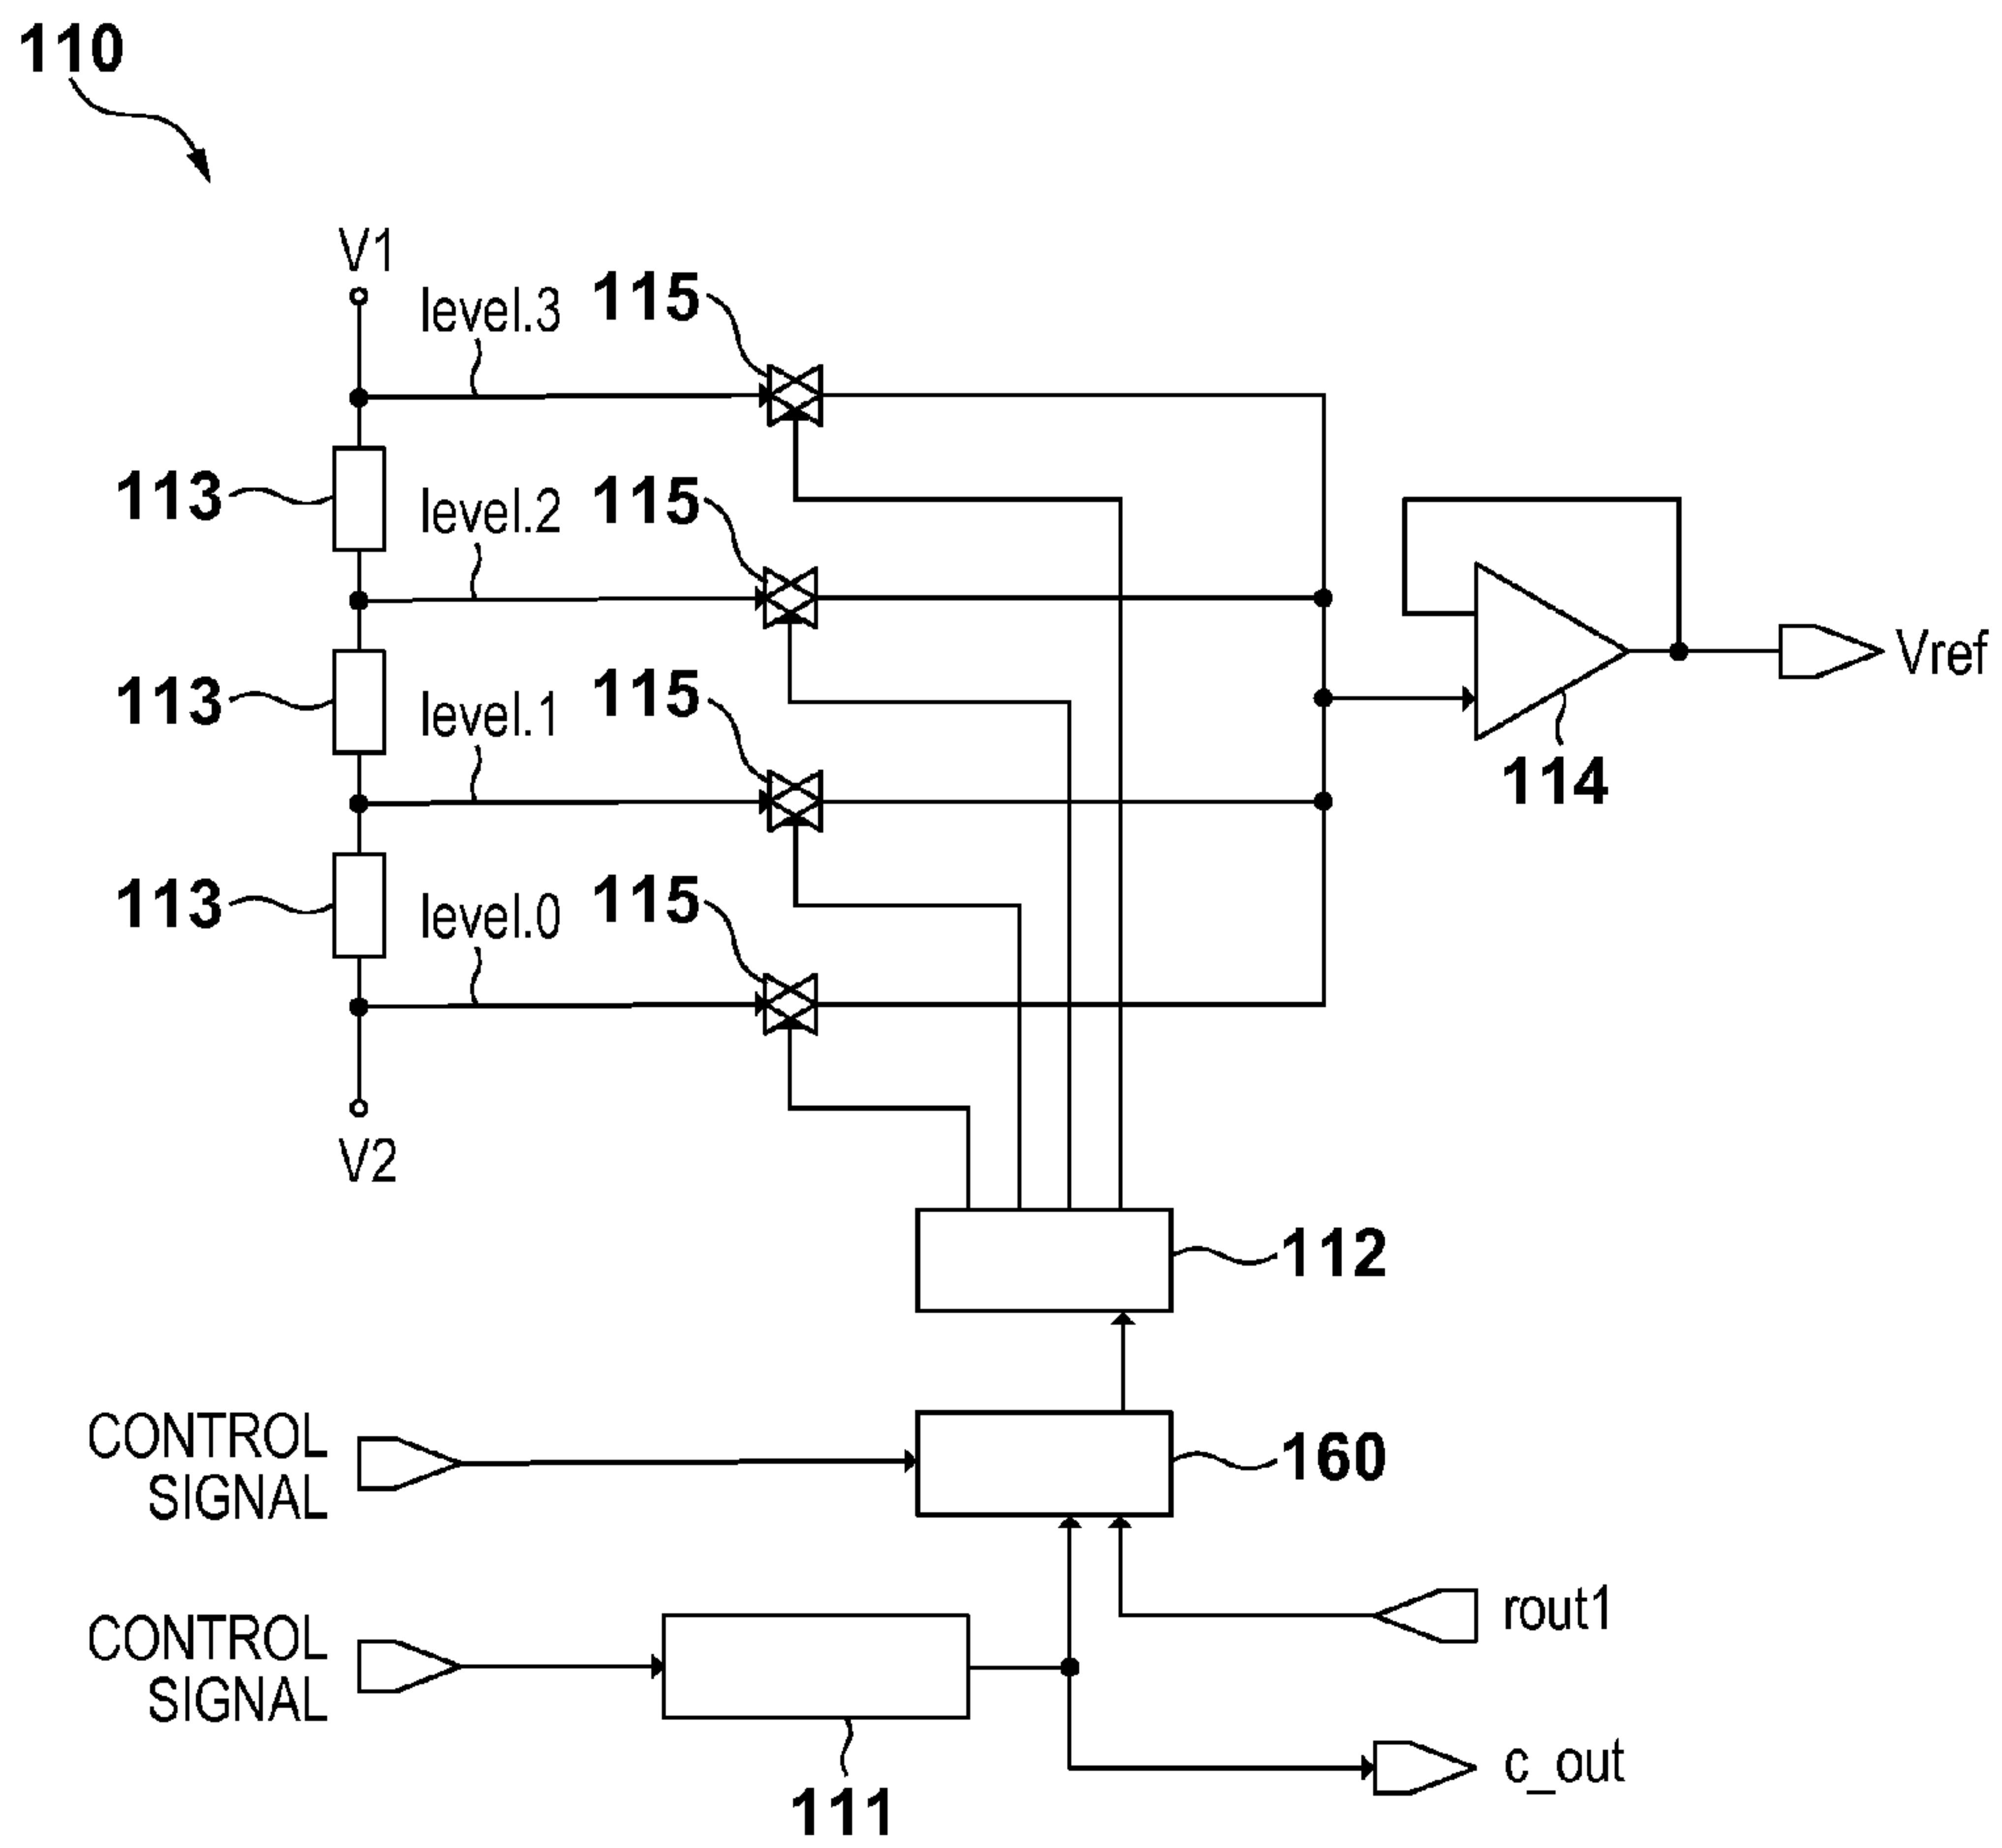 110
V1
level.3
115
113
level.2
115
113
level.1
115
Vref
114
113
level.0
115
V2
112
CONTROL
SIGNAL
160
CONTROL
SIGNAL
rout1
c_out
111